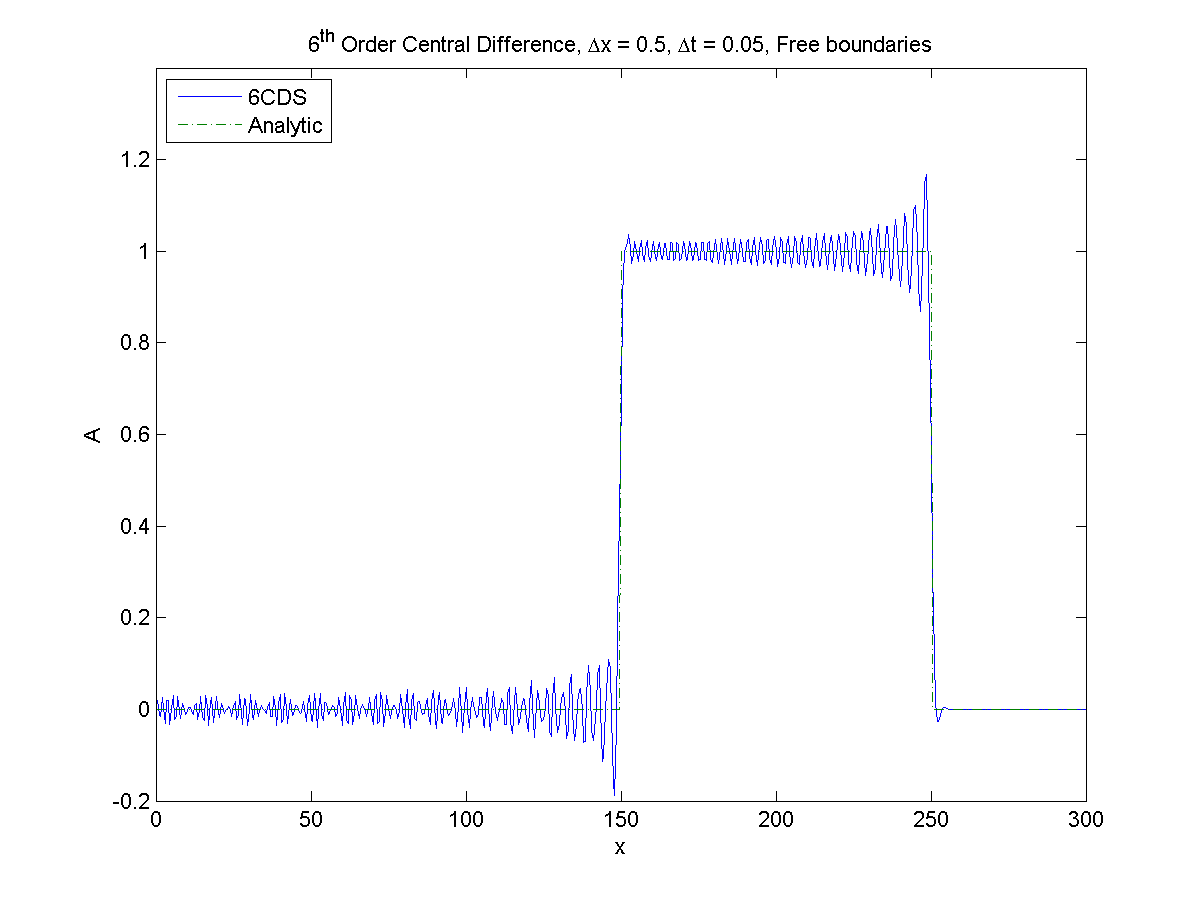 6th Order Central Difference, Δx = 0.5, Δt = 0.05, Free boundaries
6CDS
Analytic
1.2
1
0.8
0.6
0.4
0.2
0
-0.2
A
0 50 100 150 200 250 300
x